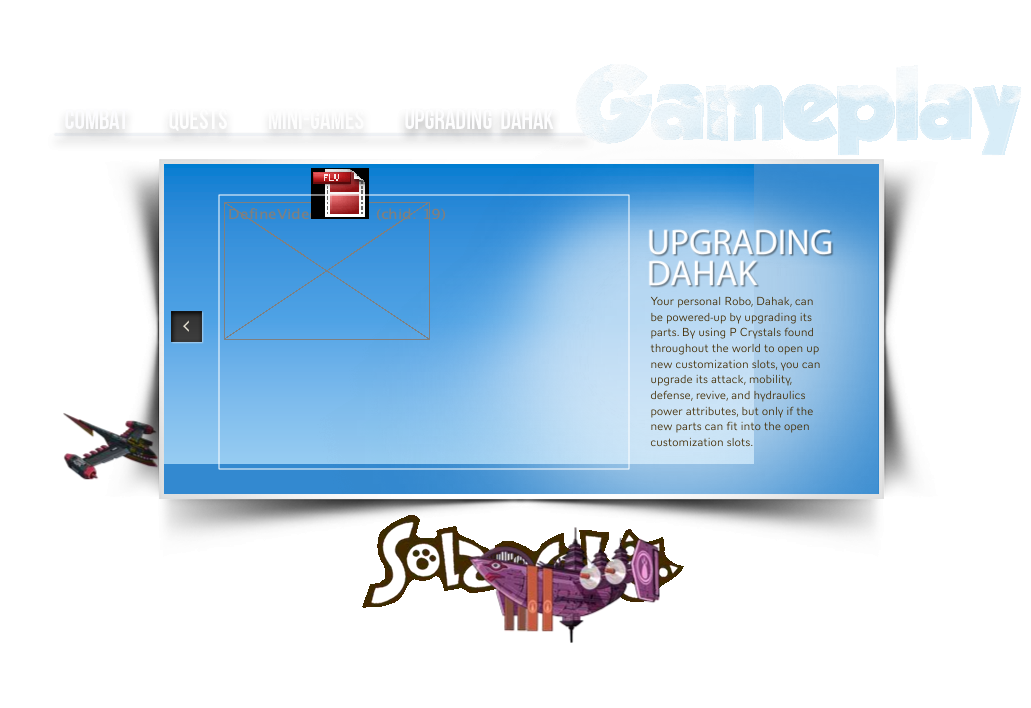 Gameplay
COMBAT QUESTS MINI-GAMES UPGRADING DAHAK
FLV
DefineVide (chid: 19)
UPGRADING
DAHAK
Your personal Robo, Dahak, can
be powered-up by upgrading its
parts. By using P Crystals found
throughout the world to open up
new customization slots, you can
upgrade its attack, mobility,
defense, revive, and hydraulics
power attributes, but only if the
new parts can fit into the open
customization slots.